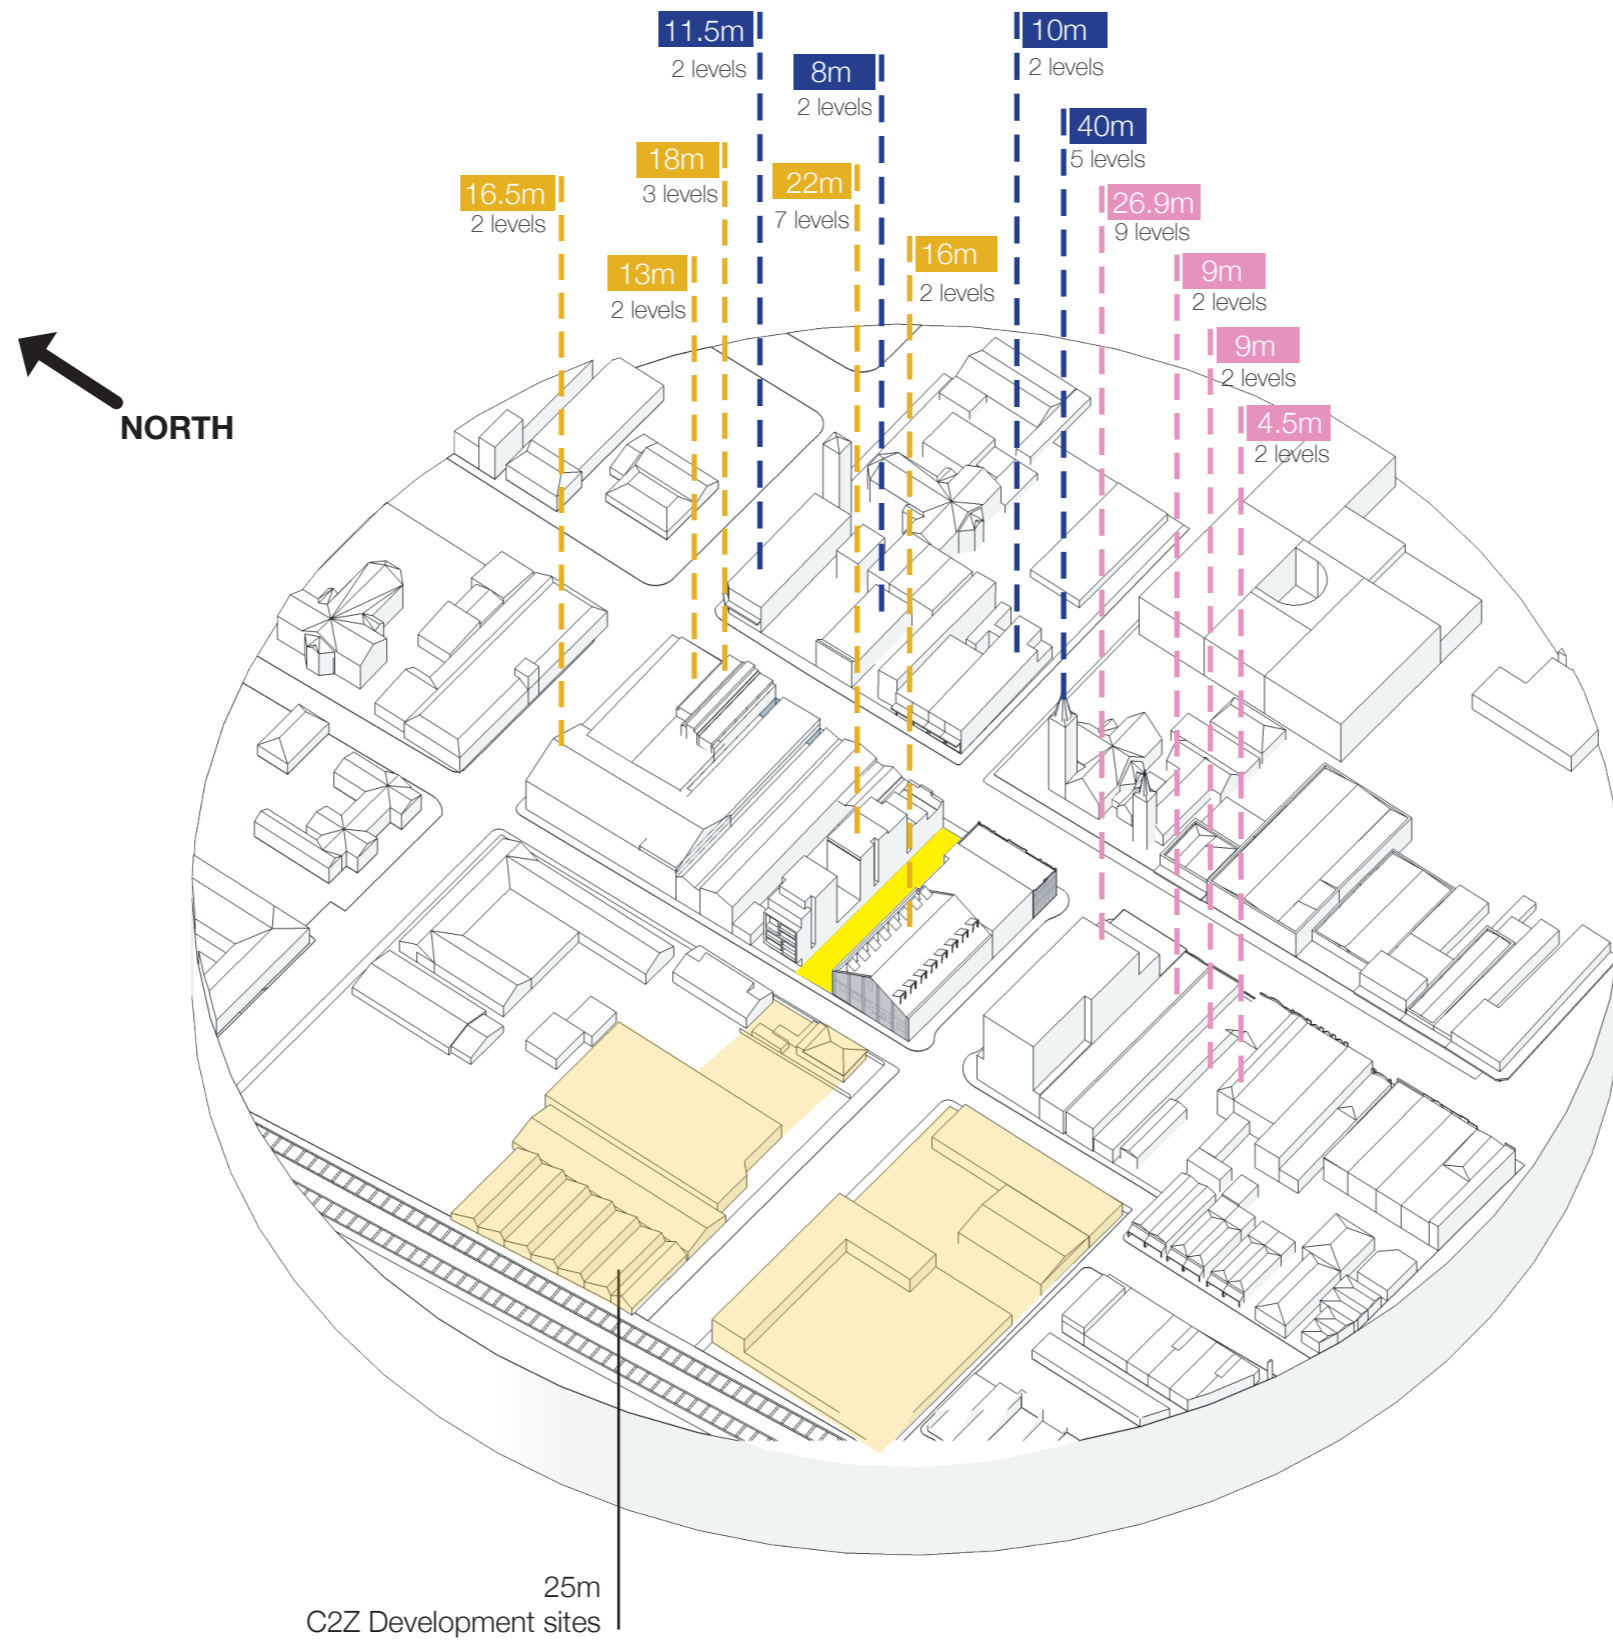 11.5m
2 levels
10m
2 levels
8m
2 levels
40m
5 levels
18m
3 levels
22m
7 levels
16.5m
2 levels
26.9m
9 levels
13m
2 levels
16m
2 levels
9m
2 levels
9m
2 levels
4.5m
2 levels
NORTH
25m
C2Z Development sites